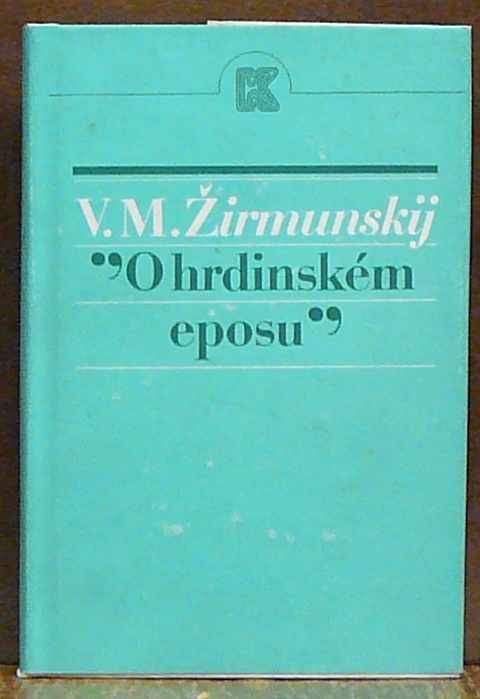 V. M. Žirmunskij
”O hrdinském
eposu”